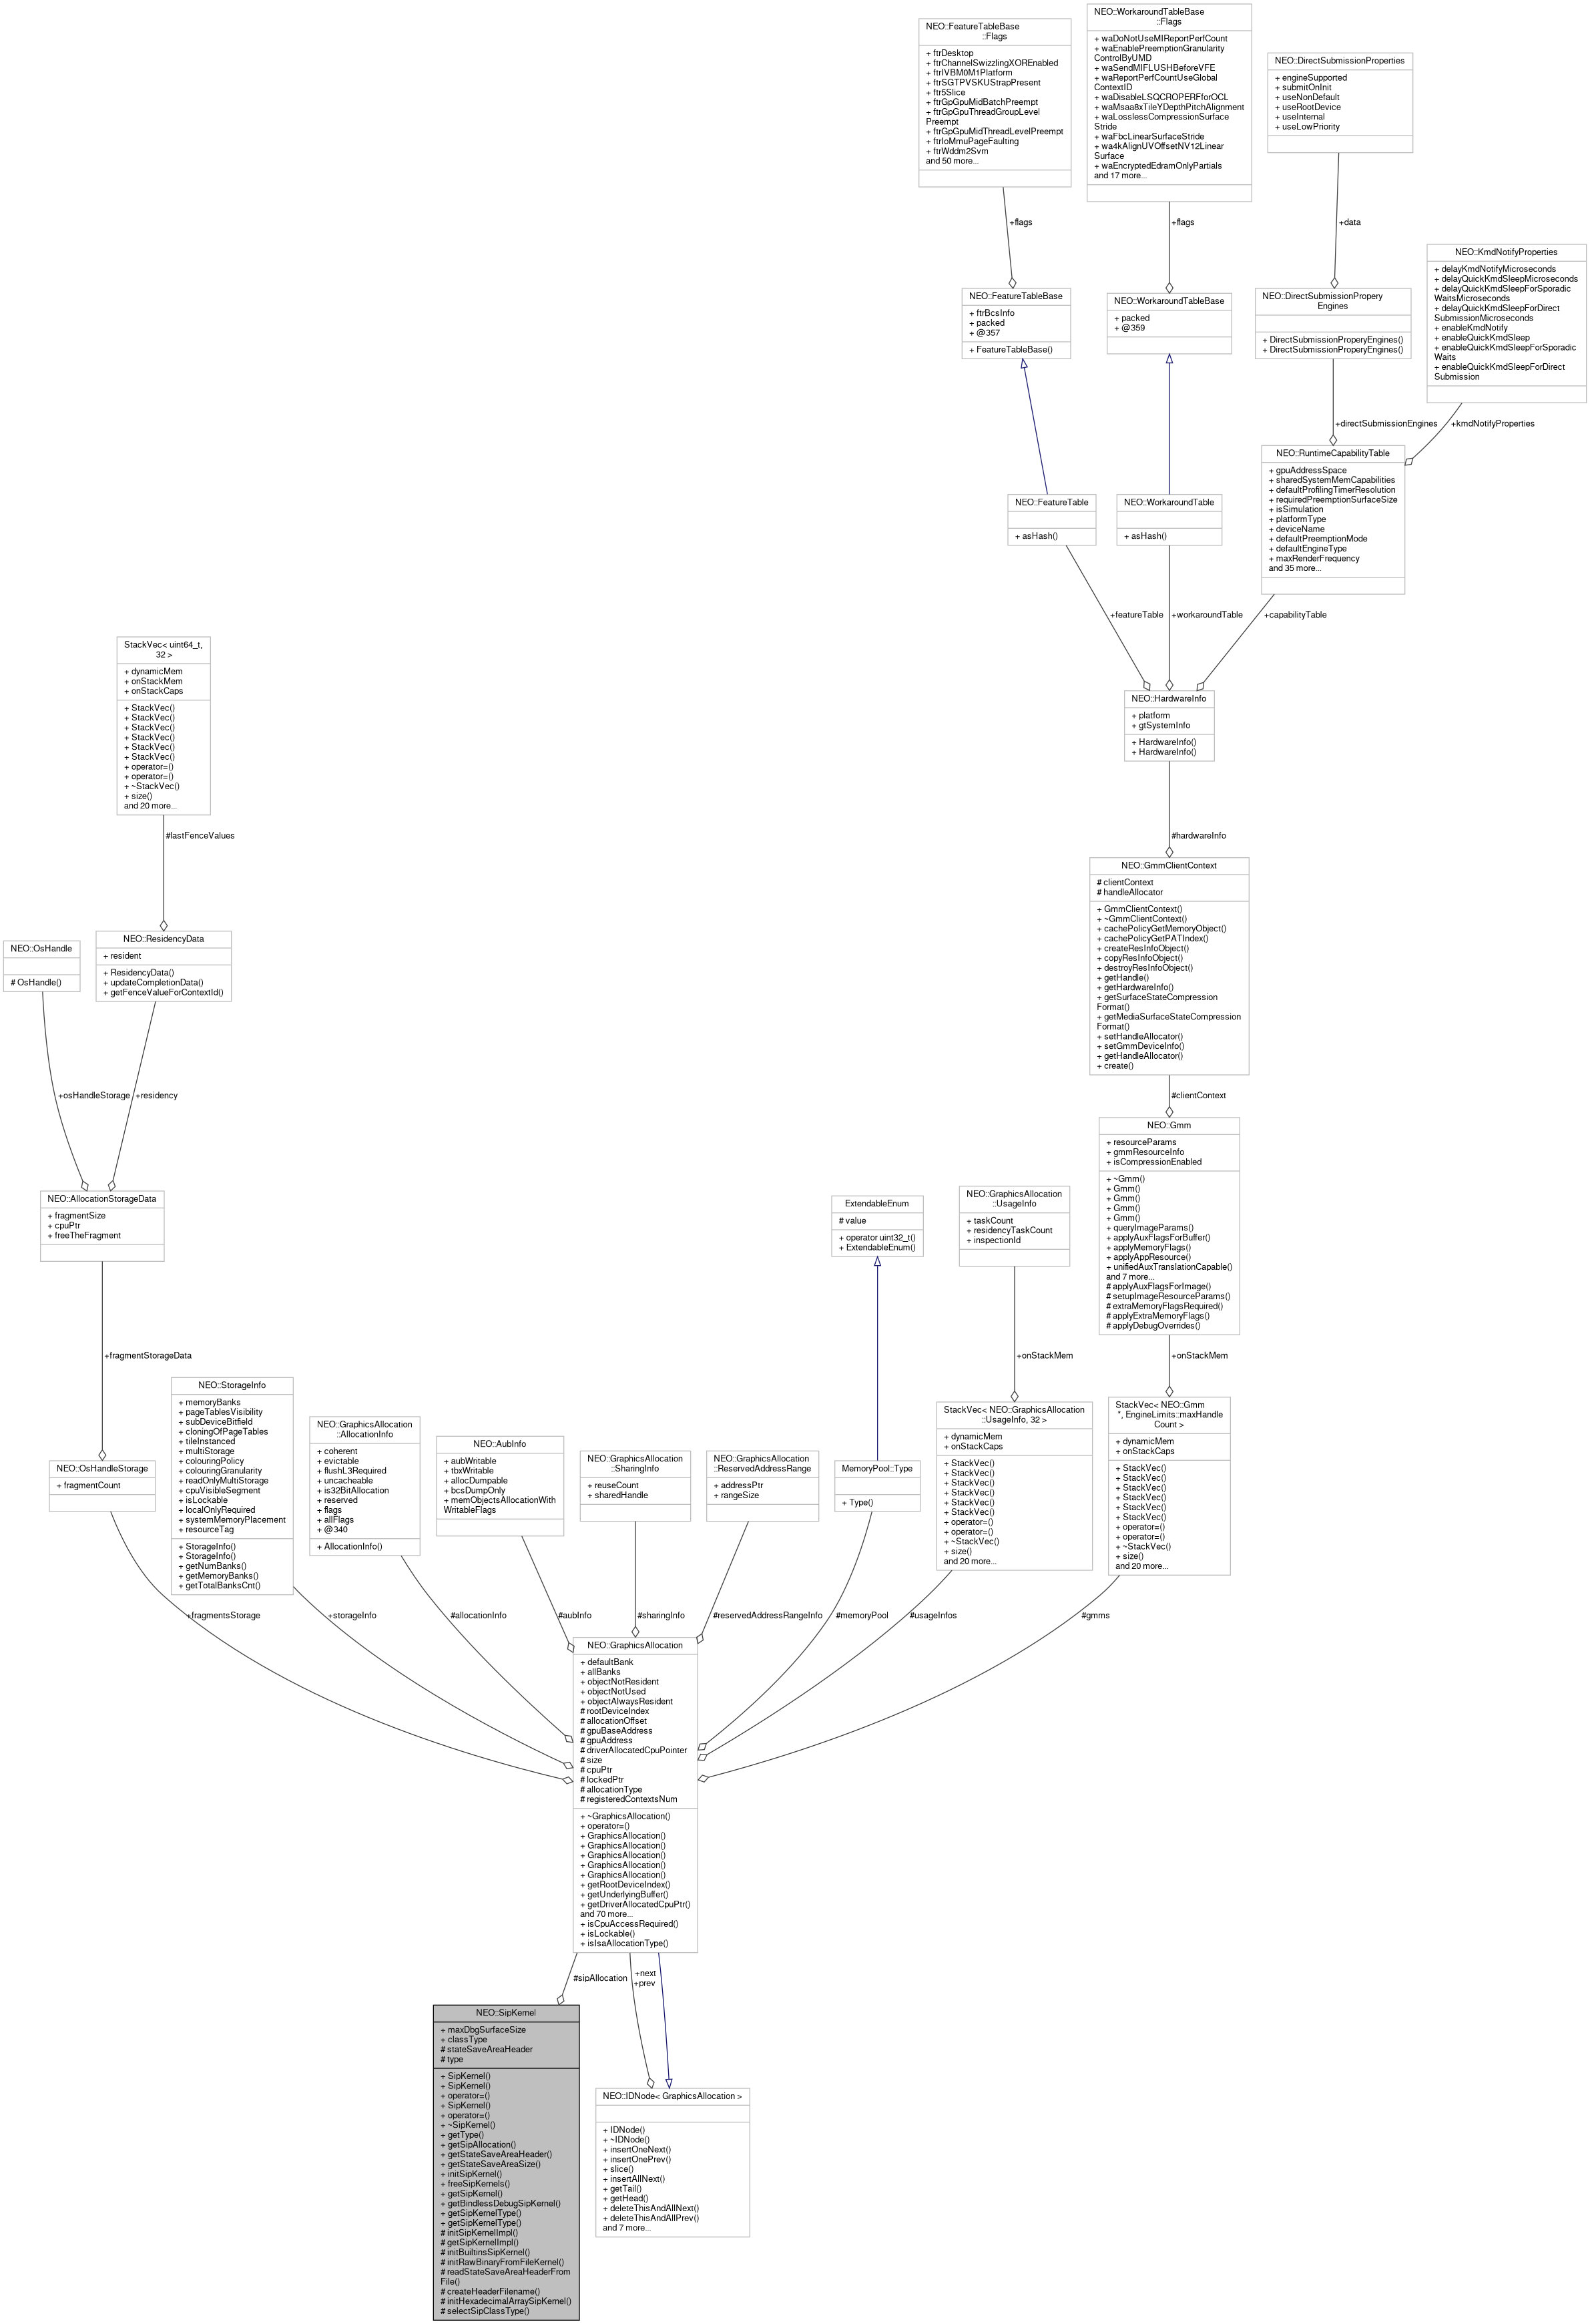 NEO::FeatureTableBase
::Flags
+ ftrDesktop
+ ftrChannelSwizzlingXOREnabled
+ ftrIVBM0M1Platform
+ ftrSGTPVSKUStrapPresent
+ ftr5Slice
+ ftrGpGpuMidBatchPreempt
+ ftrGpGpuThreadGroupLevel
Preempt
+ ftrGpGpuMidThreadLevelPreempt
+ ftrIoMmuPageFaulting
+ ftrWddm2Svm
and 50 more...
NEO::WorkaroundTableBase
::Flags
+ waDoNotUseMIReportPerfCount
+ waEnablePreemptionGranularity
ControlByUMD
+ waSendMIFLUSHBeforeVFE
+ waReportPerfCountUseGlobal
ContextID
+ waDisableLSQCROPERFforOCL
+ waMsaa8xTileYDepthPitchAlignment
+ waLosslessCompressionSurface
Stride
+ waFbcLinearSurfaceStride
+ wa4kAlignUVOffsetNV12Linear
Surface
+ waEncryptedEdramOnlyPartials
and 17 more...
NEO::DirectSubmissionProperties
+ engineSupported
+ submitOnInit
+ useNonDefault
+ useRootDevice
+ useInternal
+ useLowPriority
+flags
+flags
+data
NEO::KmdNotifyProperties
+ delayKmdNotifyMicroseconds
+ delayQuickKmdSleepMicroseconds
+ delayQuickKmdSleepForSporadic
WaitsMicroseconds
+ delayQuickKmdSleepForDirect
SubmissionMicroseconds
+ enableKmdNotify
+ enableQuickKmdSleep
+ enableQuickKmdSleepForSporadic
Waits
+ enableQuickKmdSleepForDirect
Submission
NEO::FeatureTableBase
+ ftrBcsInfo
+ packed
+ @357
+ FeatureTableBase()
NEO::WorkaroundTableBase
+ packed
+ @359
NEO::DirectSubmissionPropery
Engines
+ DirectSubmissionProperyEngines()
+ DirectSubmissionProperyEngines()
+directSubmissionEngines
+kmdNotifyProperties
NEO::RuntimeCapabilityTable
+ gpuAddressSpace
+ sharedSystemMemCapabilities
+ defaultProfilingTimerResolution
+ requiredPreemptionSurfaceSize
+ isSimulation
+ platformType
+ deviceName
+ defaultPreemptionMode
+ defaultEngineType
+ maxRenderFrequency
and 35 more...
NEO::FeatureTable
+ asHash()
NEO::WorkaroundTable
+ asHash()
+featureTable
+workaroundTable
+capabilityTable
StackVec< uint64_t,
32 >
+ dynamicMem
+ onStackMem
+ onStackCaps
+ StackVec()
+ StackVec()
+ StackVec()
+ StackVec()
+ StackVec()
+ StackVec()
+ operator=()
+ operator=()
+ ~StackVec()
+ size()
and 20 more...
NEO::HardwareInfo
+ platform
+ gtSystemInfo
+ HardwareInfo()
+ HardwareInfo()
#lastFenceValues
#hardwareInfo
NEO::GmmClientContext
# clientContext
# handleAllocator
+ GmmClientContext()
+ ~GmmClientContext()
+ cachePolicyGetMemoryObject()
+ cachePolicyGetPATIndex()
+ createResInfoObject()
+ copyResInfoObject()
+ destroyResInfoObject()
+ getHandle()
+ getHardwareInfo()
+ getSurfaceStateCompression
Format()
+ getMediaSurfaceStateCompression
Format()
+ setHandleAllocator()
+ setGmmDeviceInfo()
+ getHandleAllocator()
+ create()
NEO::OsHandle
# OsHandle()
NEO::ResidencyData
+ resident
+ ResidencyData()
+ updateCompletionData()
+ getFenceValueForContextId()
+osHandleStorage
+residency
#clientContext
NEO::Gmm
+ resourceParams
+ gmmResourceInfo
+ isCompressionEnabled
+ ~Gmm()
+ Gmm()
+ Gmm()
+ Gmm()
+ Gmm()
+ queryImageParams()
+ applyAuxFlagsForBuffer()
+ applyMemoryFlags()
+ applyAppResource()
+ unifiedAuxTranslationCapable()
and 7 more...
# applyAuxFlagsForImage()
# setupImageResourceParams()
# extraMemoryFlagsRequired()
# applyExtraMemoryFlags()
# applyDebugOverrides()
NEO::AllocationStorageData
+ fragmentSize
+ cpuPtr
+ freeTheFragment
ExtendableEnum
# value
+ operator uint32_t()
+ ExtendableEnum()
NEO::GraphicsAllocation
::UsageInfo
+ taskCount
+ residencyTaskCount
+ inspectionId
+fragmentStorageData
+onStackMem
+onStackMem
NEO::OsHandleStorage
+ fragmentCount
NEO::StorageInfo
+ memoryBanks
+ pageTablesVisibility
+ subDeviceBitfield
+ cloningOfPageTables
+ tileInstanced
+ multiStorage
+ colouringPolicy
+ colouringGranularity
+ readOnlyMultiStorage
+ cpuVisibleSegment
+ isLockable
+ localOnlyRequired
+ systemMemoryPlacement
+ resourceTag
+ StorageInfo()
+ StorageInfo()
+ getNumBanks()
+ getMemoryBanks()
+ getTotalBanksCnt()
NEO::GraphicsAllocation
::AllocationInfo
+ coherent
+ evictable
+ flushL3Required
+ uncacheable
+ is32BitAllocation
+ reserved
+ flags
+ allFlags
+ @340
+ AllocationInfo()
NEO::AubInfo
+ aubWritable
+ tbxWritable
+ allocDumpable
+ bcsDumpOnly
+ memObjectsAllocationWith
WritableFlags
NEO::GraphicsAllocation
::SharingInfo
+ reuseCount
+ sharedHandle
NEO::GraphicsAllocation
::ReservedAddressRange
+ addressPtr
+ rangeSize
MemoryPool::Type
+ Type()
StackVec< NEO::GraphicsAllocation
::UsageInfo, 32 >
+ dynamicMem
+ onStackCaps
+ StackVec()
+ StackVec()
+ StackVec()
+ StackVec()
+ StackVec()
+ StackVec()
+ operator=()
+ operator=()
+ ~StackVec()
+ size()
and 20 more...
StackVec< NEO::Gmm
*, EngineLimits::maxHandle
Count >
+ dynamicMem
+ onStackCaps
+ StackVec()
+ StackVec()
+ StackVec()
+ StackVec()
+ StackVec()
+ StackVec()
+ operator=()
+ operator=()
+ ~StackVec()
+ size()
and 20 more...
+fragmentsStorage
+storageInfo
#allocationInfo
#aubInfo
#sharingInfo
#reservedAddressRangeInfo
#memoryPool
#usageInfos
#gmms
NEO::GraphicsAllocation
+ defaultBank
+ allBanks
+ objectNotResident
+ objectNotUsed
+ objectAlwaysResident
# rootDeviceIndex
# allocationOffset
# gpuBaseAddress
# gpuAddress
# driverAllocatedCpuPointer
# size
# cpuPtr
# lockedPtr
# allocationType
# registeredContextsNum
+ ~GraphicsAllocation()
+ operator=()
+ GraphicsAllocation()
+ GraphicsAllocation()
+ GraphicsAllocation()
+ GraphicsAllocation()
+ GraphicsAllocation()
+ getRootDeviceIndex()
+ getUnderlyingBuffer()
+ getDriverAllocatedCpuPtr()
and 70 more...
+ isCpuAccessRequired()
+ isLockable()
+ isIsaAllocationType()
#sipAllocation
+next
+prev
NEO::SipKernel
+ maxDbgSurfaceSize
+ classType
# stateSaveAreaHeader
# type
+ SipKernel()
+ SipKernel()
+ operator=()
+ SipKernel()
+ operator=()
+ ~SipKernel()
+ getType()
+ getSipAllocation()
+ getStateSaveAreaHeader()
+ getStateSaveAreaSize()
+ initSipKernel()
+ freeSipKernels()
+ getSipKernel()
+ getBindlessDebugSipKernel()
+ getSipKernelType()
+ getSipKernelType()
# initSipKernelImpl()
# getSipKernelImpl()
# initBuiltinsSipKernel()
# initRawBinaryFromFileKernel()
# readStateSaveAreaHeaderFrom
File()
# createHeaderFilename()
# initHexadecimalArraySipKernel()
# selectSipClassType()
NEO::IDNode< GraphicsAllocation >
+ IDNode()
+ ~IDNode()
+ insertOneNext()
+ insertOnePrev()
+ slice()
+ insertAllNext()
+ getTail()
+ getHead()
+ deleteThisAndAllNext()
+ deleteThisAndAllPrev()
and 7 more...